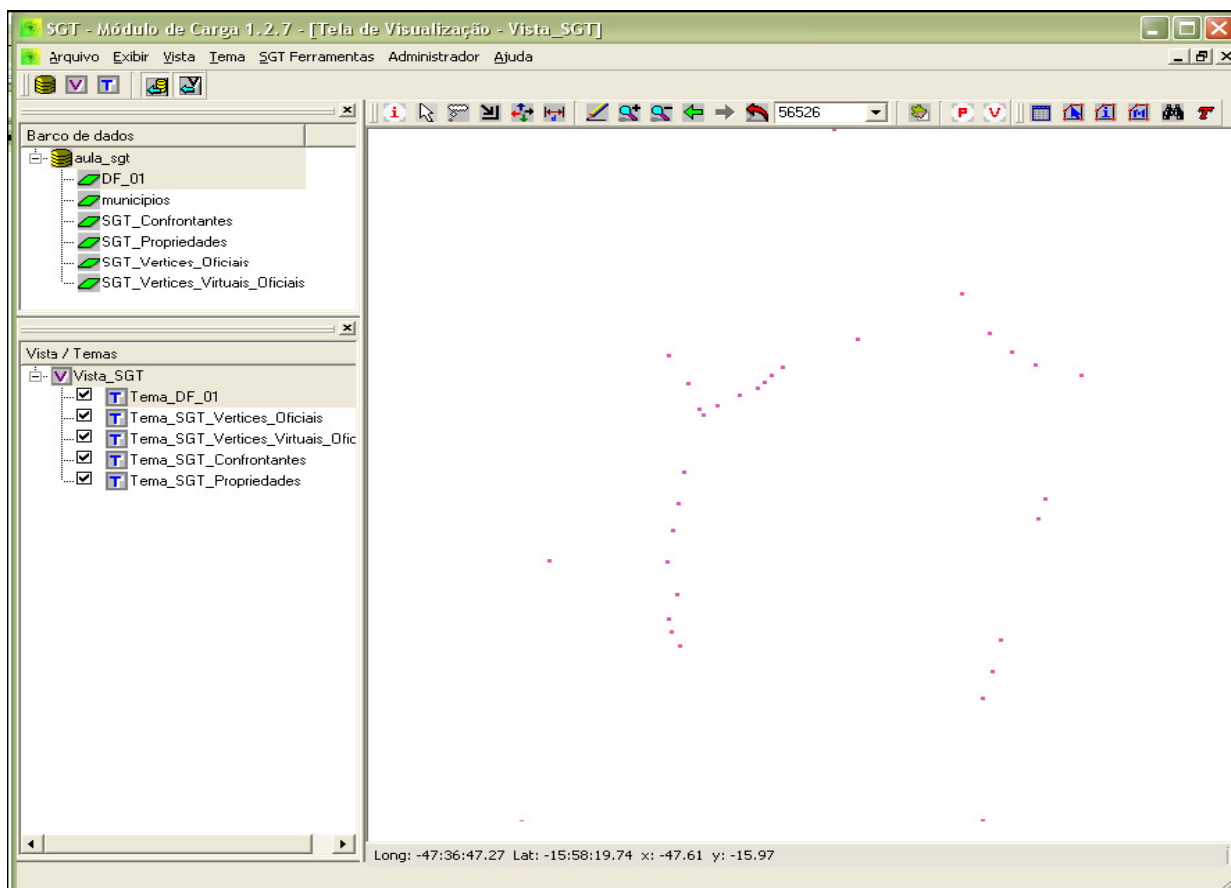 SGT - Módulo de Carga 1.2.7 - [Tela de Visualização - Vista_SGT]
Arquivo Exibir Vista Tema SGT Ferramentas Administrador Ajuda
V T
i 56526 P V i M
Barco de dados
aula_sgt
DF_01
municipios
SGT_Confrontantes
SGT_Propriedades
SGT_Vertices_Oficiais
SGT_Vertices_Virtuais_Oficiais
Vista / Temas
V Vista_SGT
T Tema_DF_01
T Tema_SGT_Vertices_Oficiais
T Tema_SGT_Vertices_Virtuais_Ofic
T Tema_SGT_Confrontantes
T Tema_SGT_Propriedades
Long: -47:36:47.27 Lat: -15:58:19.74 x: -47.61 y: -15.97